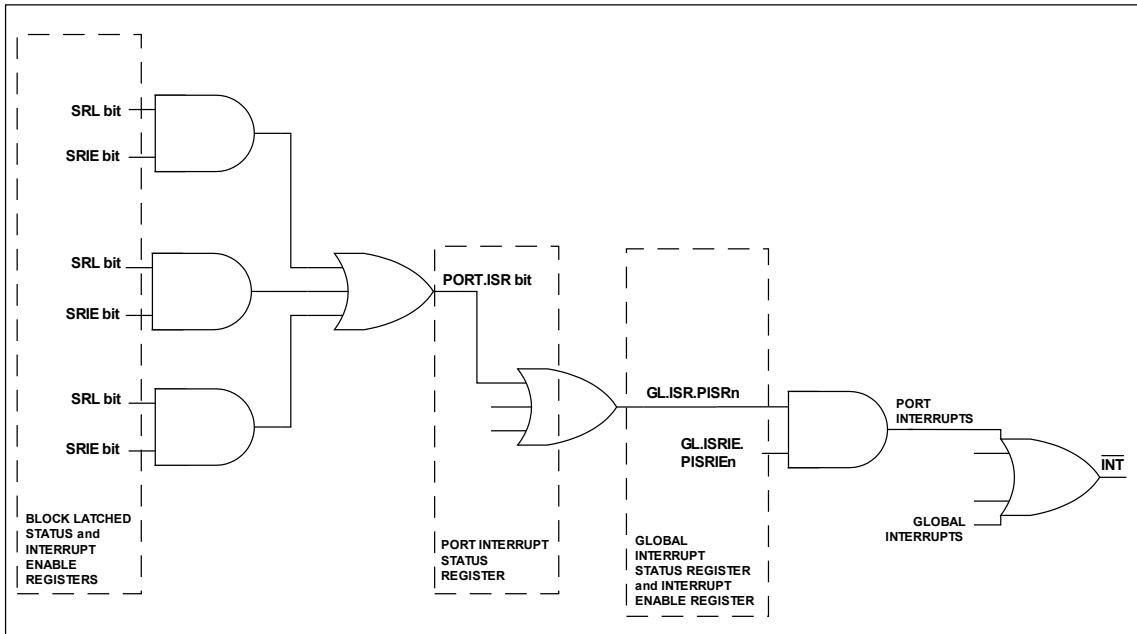 SRL bit
SRIE bit
SRL bit
SRIE bit
SRL bit
SRIE bit
BLOCK LATCHED
STATUS and
INTERRUPT
ENABLE
REGISTERS
PORT.ISR bit
PORT INTERRUPT
STATUS
REGISTER
GL.ISR.PISRn
GL.ISRIE.
PISRIEn
GLOBAL
INTERRUPT
STATUS REGISTER
and INTERRUPT
ENABLE REGISTER
PORT
INTERRUPTS
GLOBAL
INTERRUPTS
INT